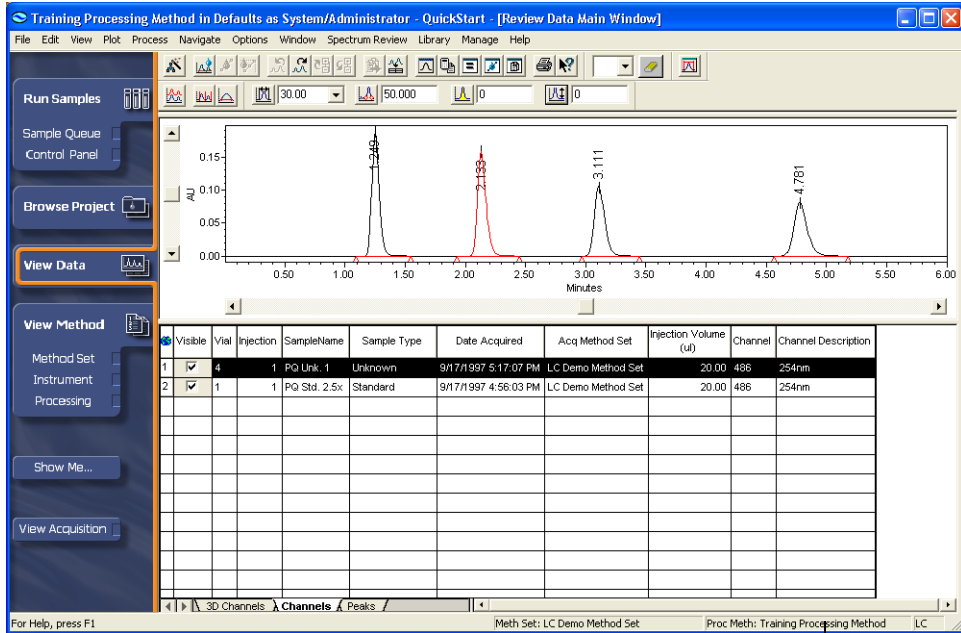 Training Processing Method in Defaults as System/Administrator - QuickStart - [Review Data Main Window]
File Edit View Plot Process Navigate Options Window Spectrum Review Library Manage Help
30.00 50.000 0 0
Run Samples
Sample Queue
Control Panel
Browse Project
View Data
View Method
Method Set
Instrument
Processing
Show Me...
View Acquisition
AU
0.15
0.10
0.05
0.00
1.249
2.133
3.111
4.781
0.50 1.00 1.50 2.00 2.50 3.00 3.50 4.00 4.50 5.00 5.50 6.00
Minutes
Visible Vial Injection SampleName Sample Type Date Acquired Acq Method Set Injection Volume (ul) Channel Channel Description
1 4 1 PQ Unk. 1 Unknown 9/17/1997 5:17:07 PM LC Demo Method Set 20.00 486 254nm
2 1 1 PQ Std. 2.5x Standard 9/17/1997 4:56:03 PM LC Demo Method Set 20.00 486 254nm
3D Channels Channels Peaks
For Help, press F1 Meth Set: LC Demo Method Set Proc Meth: Training Processing Method LC